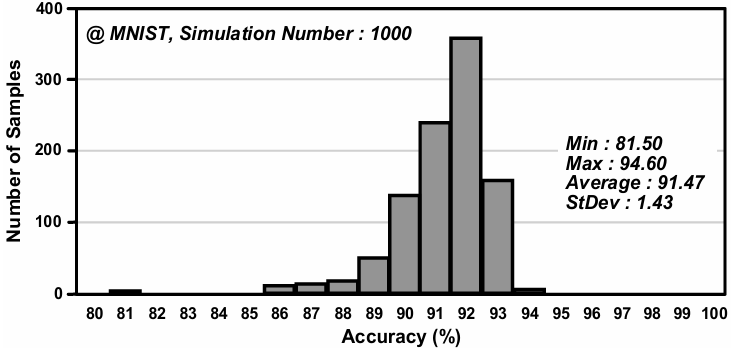 400
@ MNIST, Simulation Number : 1000
300
200
100
0
Number of Samples
Min : 81.50
Max : 94.60
Average : 91.47
StDev : 1.43
80 81 82 83 84 85 86 87 88 89 90 91 92 93 94 95 96 97 98 99 100
Accuracy (%)